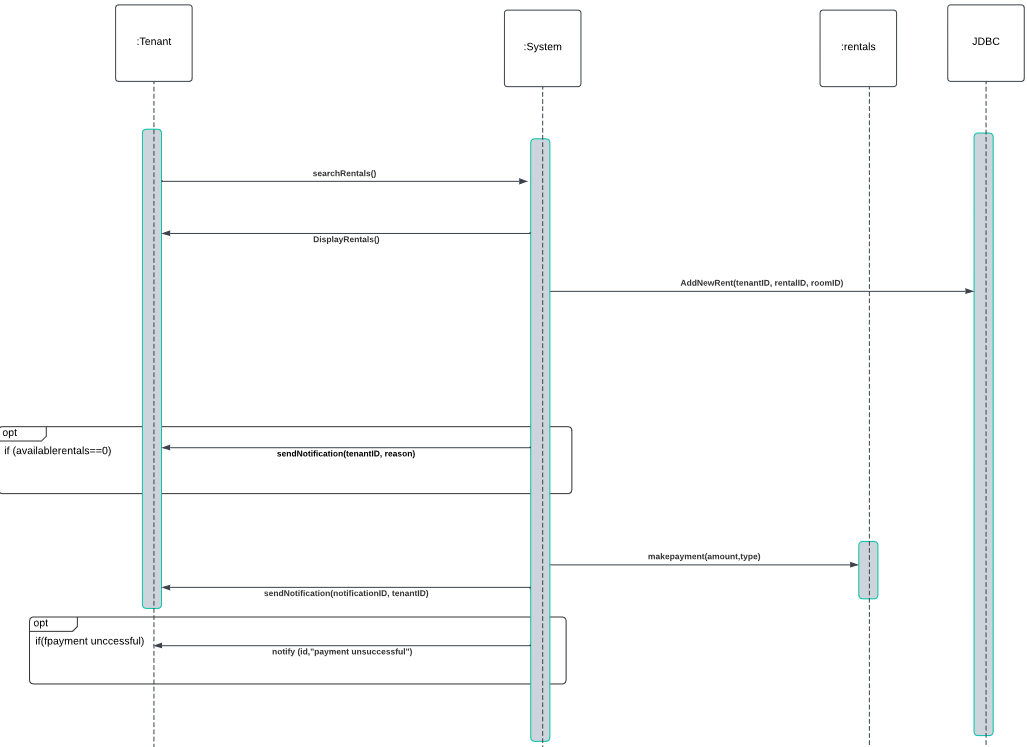 :Tenant
:System
:rentals
JDBC
searchRentals()
DisplayRentals()
AddNewRent(tenantID, rentalID, roomID)
opt
if (availablerentals==0)
sendNotification(tenantID, reason)
makepayment(amount,type)
sendNotification(notificationID, tenantID)
opt
if(fpayment unccessful)
notify (id,"payment unsuccessful")